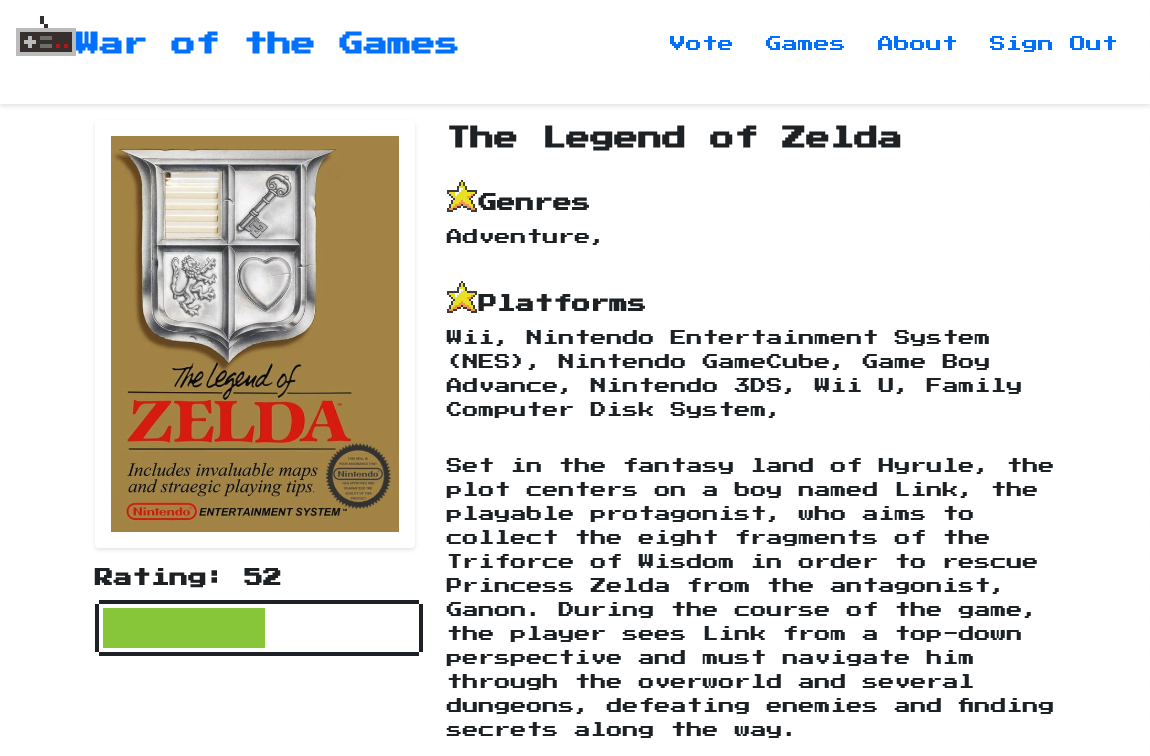 War of the Games
Vote Games About Sign Out
The Legend of
ZELDA
Includes invaluable maps
and straegic playing tips.
Nintendo
Nintendo ENTERTAINMENT SYSTEM™
Rating: 52
The Legend of Zelda
Genres
Adventure,
Platforms
Wii, Nintendo Entertainment System
(NES), Nintendo GameCube, Game Boy
Advance, Nintendo 3DS, Wii U, Family
Computer Disk System,
Set in the fantasy land of Hyrule, the
plot centers on a boy named Link, the
playable protagonist, who aims to
collect the eight fragments of the
Triforce of Wisdom in order to rescue
Princess Zelda from the antagonist,
Ganon. During the course of the game,
the player sees Link from a top-down
perspective and must navigate him
through the overworld and several
dungeons, defeating enemies and finding
secrets along the way.